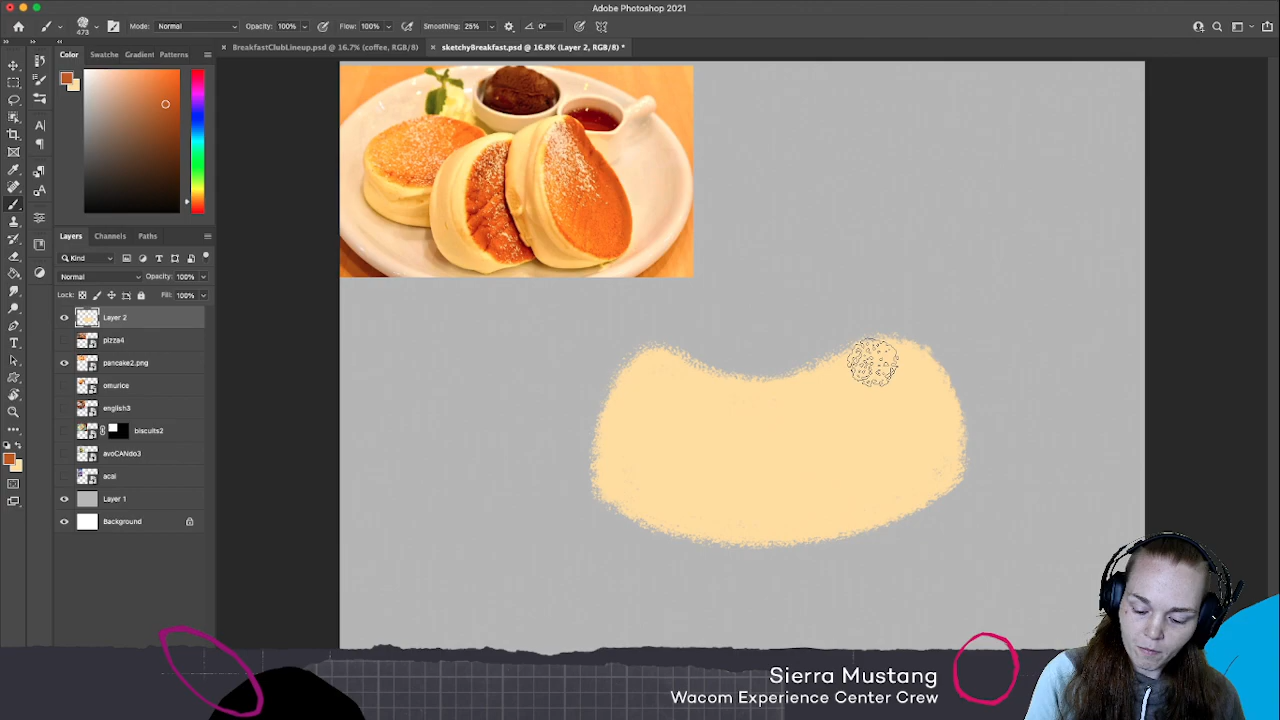 Adobe Photoshop 2021
473
Mode: Normal
Opacity: 100%
Flow: 100%
Smoothing: 25%
0°
BreakfastClubLineup.psd @ 16.7% (coffee, RGB/8)
sketchyBreakfast.psd @ 16.8% (Layer 2, RGB/8) *
Color
Swatche
Gradient
Patterns
Layers
Channels
Paths
Kind
Normal
Opacity: 100%
Lock:
Fill: 100%
Layer 2
pizza4
pancake2.png
omurice
english3
biscuits2
avoCANdo3
acai
Layer 1
Background
Sierra Mustang
Wacom Experience Center Crew